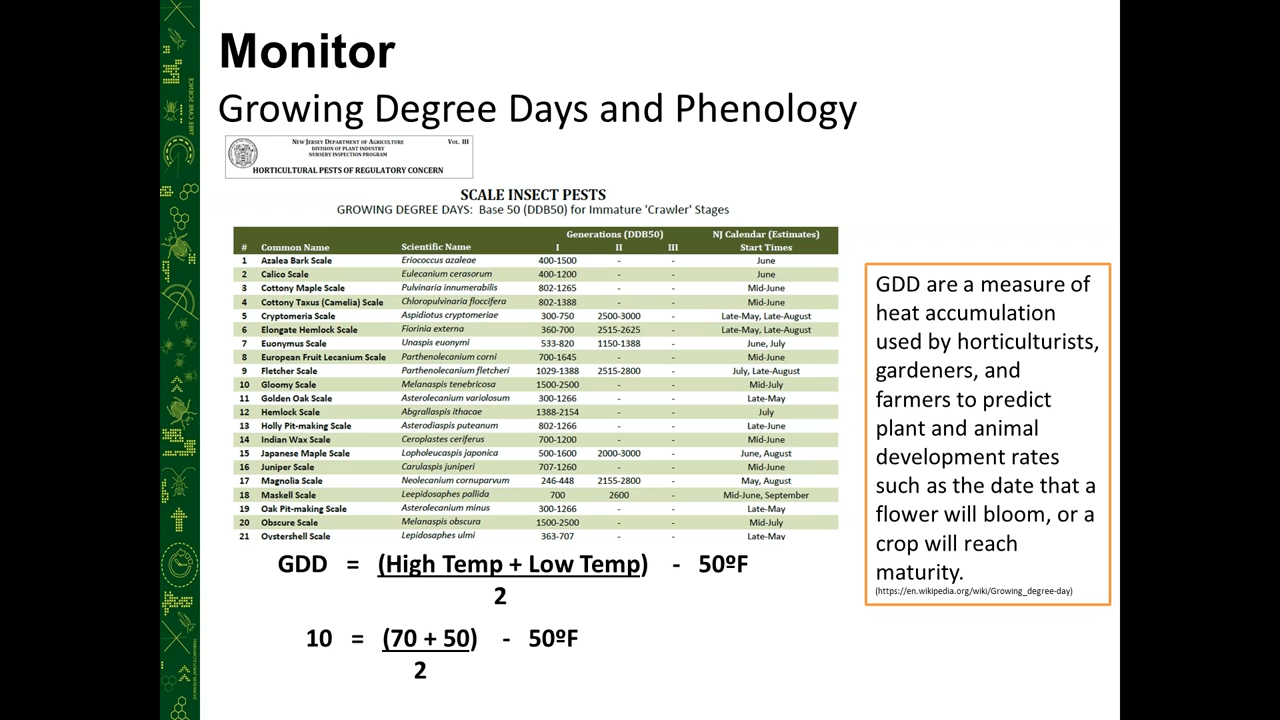 Monitor
Growing Degree Days and Phenology
NEW JERSEY DEPARTMENT OF AGRICULTURE VOL. III
DIVISION OF PLANT INDUSTRY
NURSERY INSPECTION PROGRAM
HORTICULTURAL PESTS OF REGULATORY CONCERN
SCALE INSECT PESTS
GROWING DEGREE DAYS: Base 50 (DDB50) for Immature 'Crawler' Stages
Generations (DDB50) NJ Calendar (Estimates)
# Common Name Scientific Name I II III Start Times
1 Azalea Bark Scale Eriococcus azaleae 400-1500 - - June
2 Calico Scale Eulecanium cerasorum 400-1200 - - June
3 Cottony Maple Scale Pulvinaria innumerabilis 802-1265 - - Mid-June
4 Cottony Taxus (Camelia) Scale Chloropulvinaria floccifera 802-1388 - - Mid-June
5 Cryptomeria Scale Aspidiotus cryptomeriae 300-750 2500-3000 - Late-May, Late-August
6 Elongate Hemlock Scale Fiorinia externa 360-700 2515-2625 - Late-May, Late-August
7 Euonymus Scale Unaspis euonymi 533-820 1150-1388 - June, July
8 European Fruit Lecanium Scale Parthenolecanium corni 700-1645 - - Mid-June
9 Fletcher Scale Parthenolecanium fletcheri 1029-1388 2515-2800 - July, Late-August
10 Gloomy Scale Melanaspis tenebricosa 1500-2500 - - Mid-July
11 Golden Oak Scale Asterolecanium variolosum 300-1266 - - Late-May
12 Hemlock Scale Abgrallaspis ithacae 1388-2154 - - July
13 Holly Pit-making Scale Asterodiaspis puteanum 802-1266 - - Late-June
14 Indian Wax Scale Ceroplastes ceriferus 700-1200 - - Mid-June
15 Japanese Maple Scale Lopholeucaspis japonica 500-1600 2000-3000 - June, August
16 Juniper Scale Carulaspis juniperi 707-1260 - - Mid-June
17 Magnolia Scale Neolecanium cornuparvum 246-448 2155-2800 - May, August
18 Maskell Scale Leepidosaphes pallida 700 2600 - Mid-June, September
19 Oak Pit-making Scale Asterolecanium minus 300-1266 - - Late-May
20 Obscure Scale Melanaspis obscura 1500-2500 - - Mid-July
21 Oystershell Scale Lepidosaphes ulmi 363-707 - - Late-May
GDD = (High Temp + Low Temp) - 50ºF
2
10 = (70 + 50) - 50ºF
2
GDD are a measure of
heat accumulation
used by horticulturists,
gardeners, and
farmers to predict
plant and animal
development rates
such as the date that a
flower will bloom, or a
crop will reach
maturity.
(https://en.wikipedia.org/wiki/Growing_degree-day)
TREE CARE SCIENCE